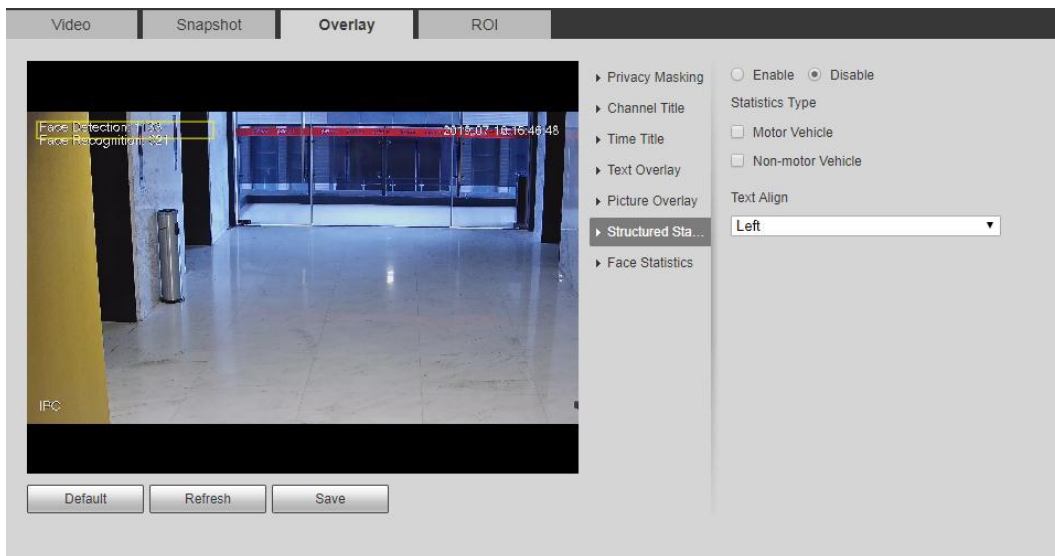 Video
Snapshot
Overlay
ROI
Face Detection:
Face Recognition:
IPC
Default
Refresh
Save
Privacy Masking
Channel Title
Time Title
Text Overlay
Picture Overlay
Structured Sta...
Face Statistics
Enable
Disable
Statistics Type
Motor Vehicle
Non-motor Vehicle
Text Align
Left